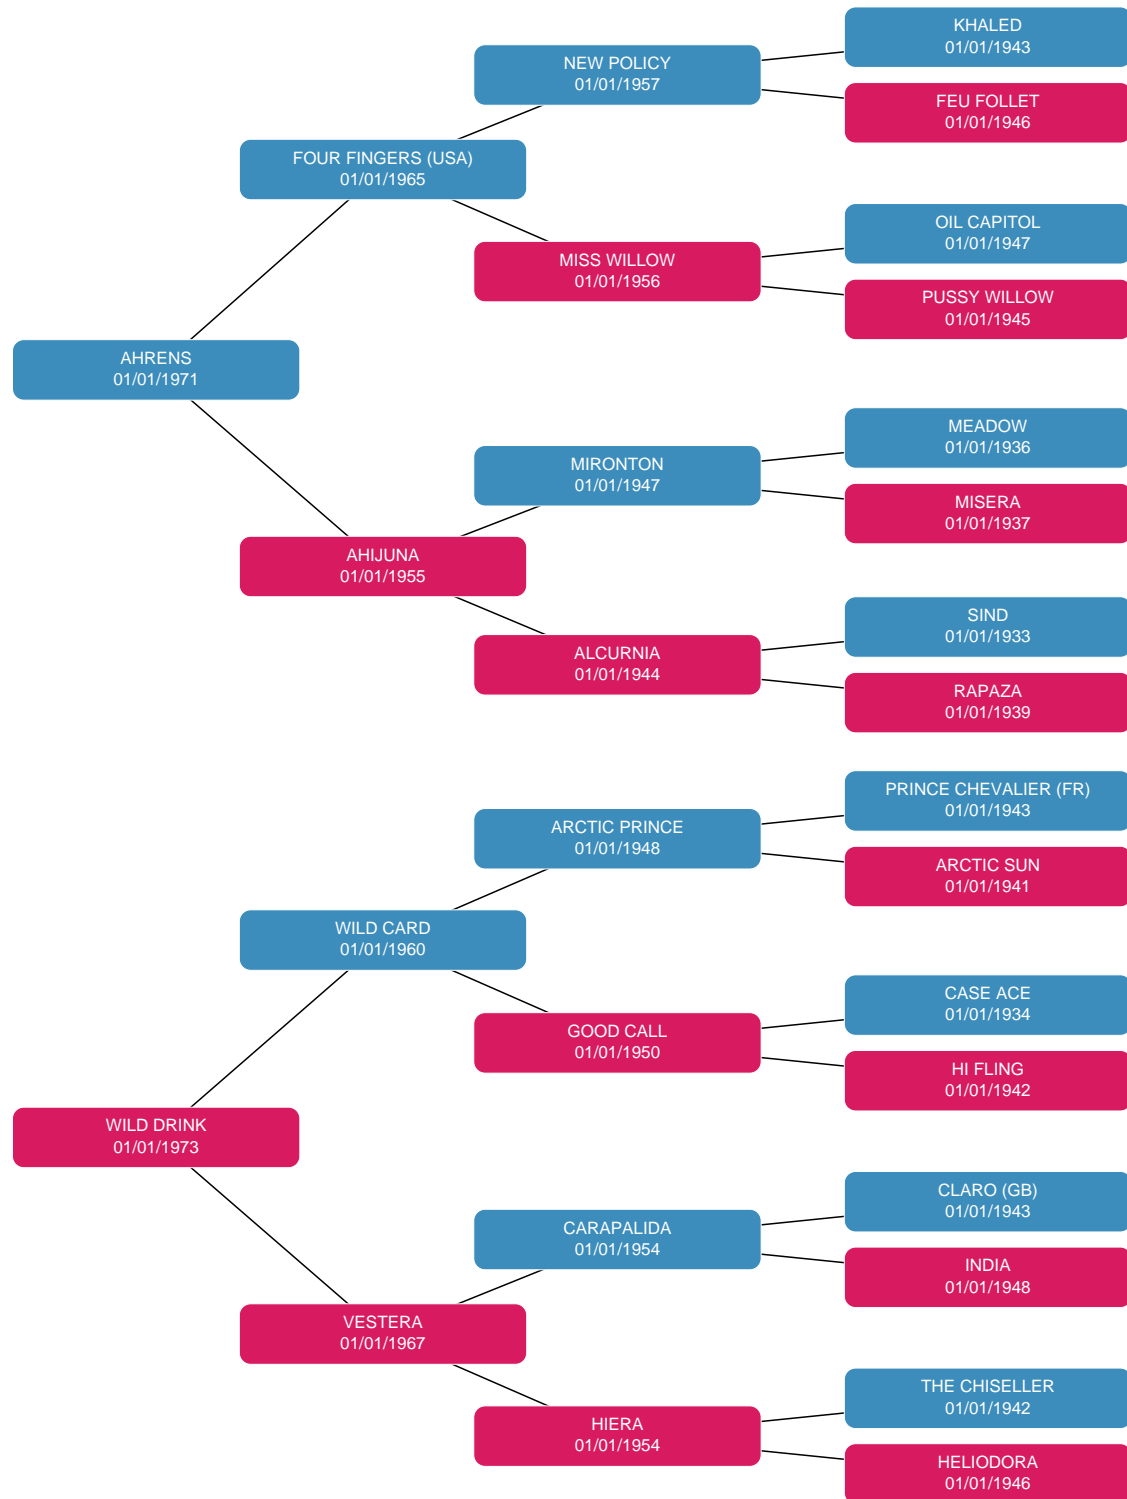 KHALED
01/01/1943
NEW POLICY
01/01/1957
FEU FOLLET
01/01/1946
FOUR FINGERS (USA)
01/01/1965
OIL CAPITOL
01/01/1947
MISS WILLOW
01/01/1956
PUSSY WILLOW
01/01/1945
AHRENS
01/01/1971
MEADOW
01/01/1936
MIRONTON
01/01/1947
MISERA
01/01/1937
AHIJUNA
01/01/1955
SIND
01/01/1933
ALCURNIA
01/01/1944
RAPAZA
01/01/1939
PRINCE CHEVALIER (FR)
01/01/1943
ARCTIC PRINCE
01/01/1948
ARCTIC SUN
01/01/1941
WILD CARD
01/01/1960
CASE ACE
01/01/1934
GOOD CALL
01/01/1950
HI FLING
01/01/1942
WILD DRINK
01/01/1973
CLARO (GB)
01/01/1943
CARAPALIDA
01/01/1954
INDIA
01/01/1948
VESTERA
01/01/1967
THE CHISELLER
01/01/1942
HIERA
01/01/1954
HELIODORA
01/01/1946